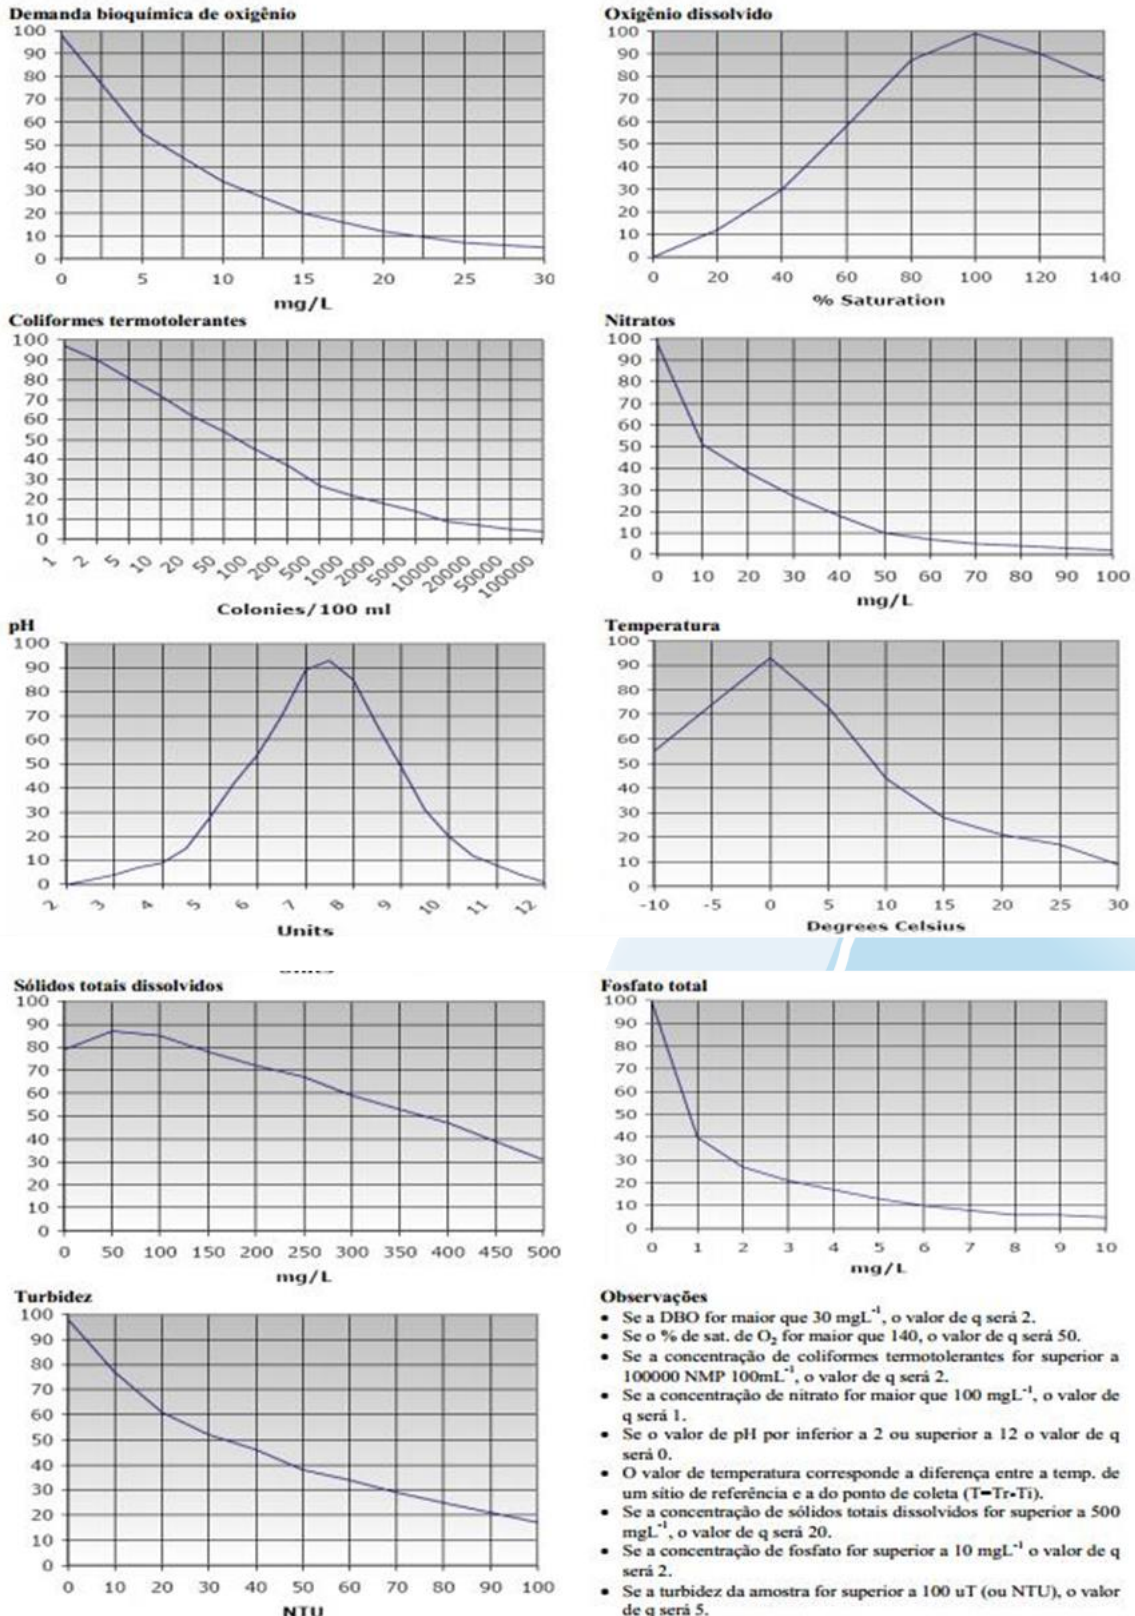 Demanda bioquímica de oxigênio
100
90
80
70
60
50
40
30
20
10
0
0 5 10 15 20 25 30
mg/L
Oxigênio dissolvido
100
90
80
70
60
50
40
30
20
10
0
0 20 40 60 80 100 120 140
% Saturation
Coliformes termotolerantes
100
90
80
70
60
50
40
30
20
10
0
1 2 5 10 20 50 100 200 500 1000 2000 5000 10000 20000 50000 100000
Colonies/100 ml
Nitratos
100
90
80
70
60
50
40
30
20
10
0
0 10 20 30 40 50 60 70 80 90 100
mg/L
pH
100
90
80
70
60
50
40
30
20
10
0
2 3 4 5 6 7 8 9 10 11 12
Units
Temperatura
100
90
80
70
60
50
40
30
20
10
0
-10 -5 0 5 10 15 20 25 30
Degrees Celsius
Sólidos totais dissolvidos
100
90
80
70
60
50
40
30
20
10
0
0 50 100 150 200 250 300 350 400 450 500
mg/L
Fosfato total
100
90
80
70
60
50
40
30
20
10
0
0 1 2 3 4 5 6 7 8 9 10
mg/L
Turbidez
100
90
80
70
60
50
40
30
20
10
0
0 10 20 30 40 50 60 70 80 90 100
NTU
Observações
• Se a DBO for maior que 30 mgL⁻¹, o valor de q será 2.
• Se o % de sat. de O₂ for maior que 140, o valor de q será 50.
• Se a concentração de coliformes termotolerantes for superior a
100000 NMP 100mL⁻¹, o valor de q será 2.
• Se a concentração de nitrato for maior que 100 mgL⁻¹, o valor de
q será 1.
• Se o valor de pH por inferior a 2 ou superior a 12 o valor de q
será 0.
• O valor de temperatura corresponde a diferença entre a temp. de
um sítio de referência e a do ponto de coleta (T=Tr-Ti).
• Se a concentração de sólidos totais dissolvidos for superior a 500
mgL⁻¹, o valor de q será 20.
• Se a concentração de fosfato for superior a 10 mgL⁻¹ o valor de q
será 2.
• Se a turbidez da amostra for superior a 100 uT (ou NTU), o valor
de q será 5.